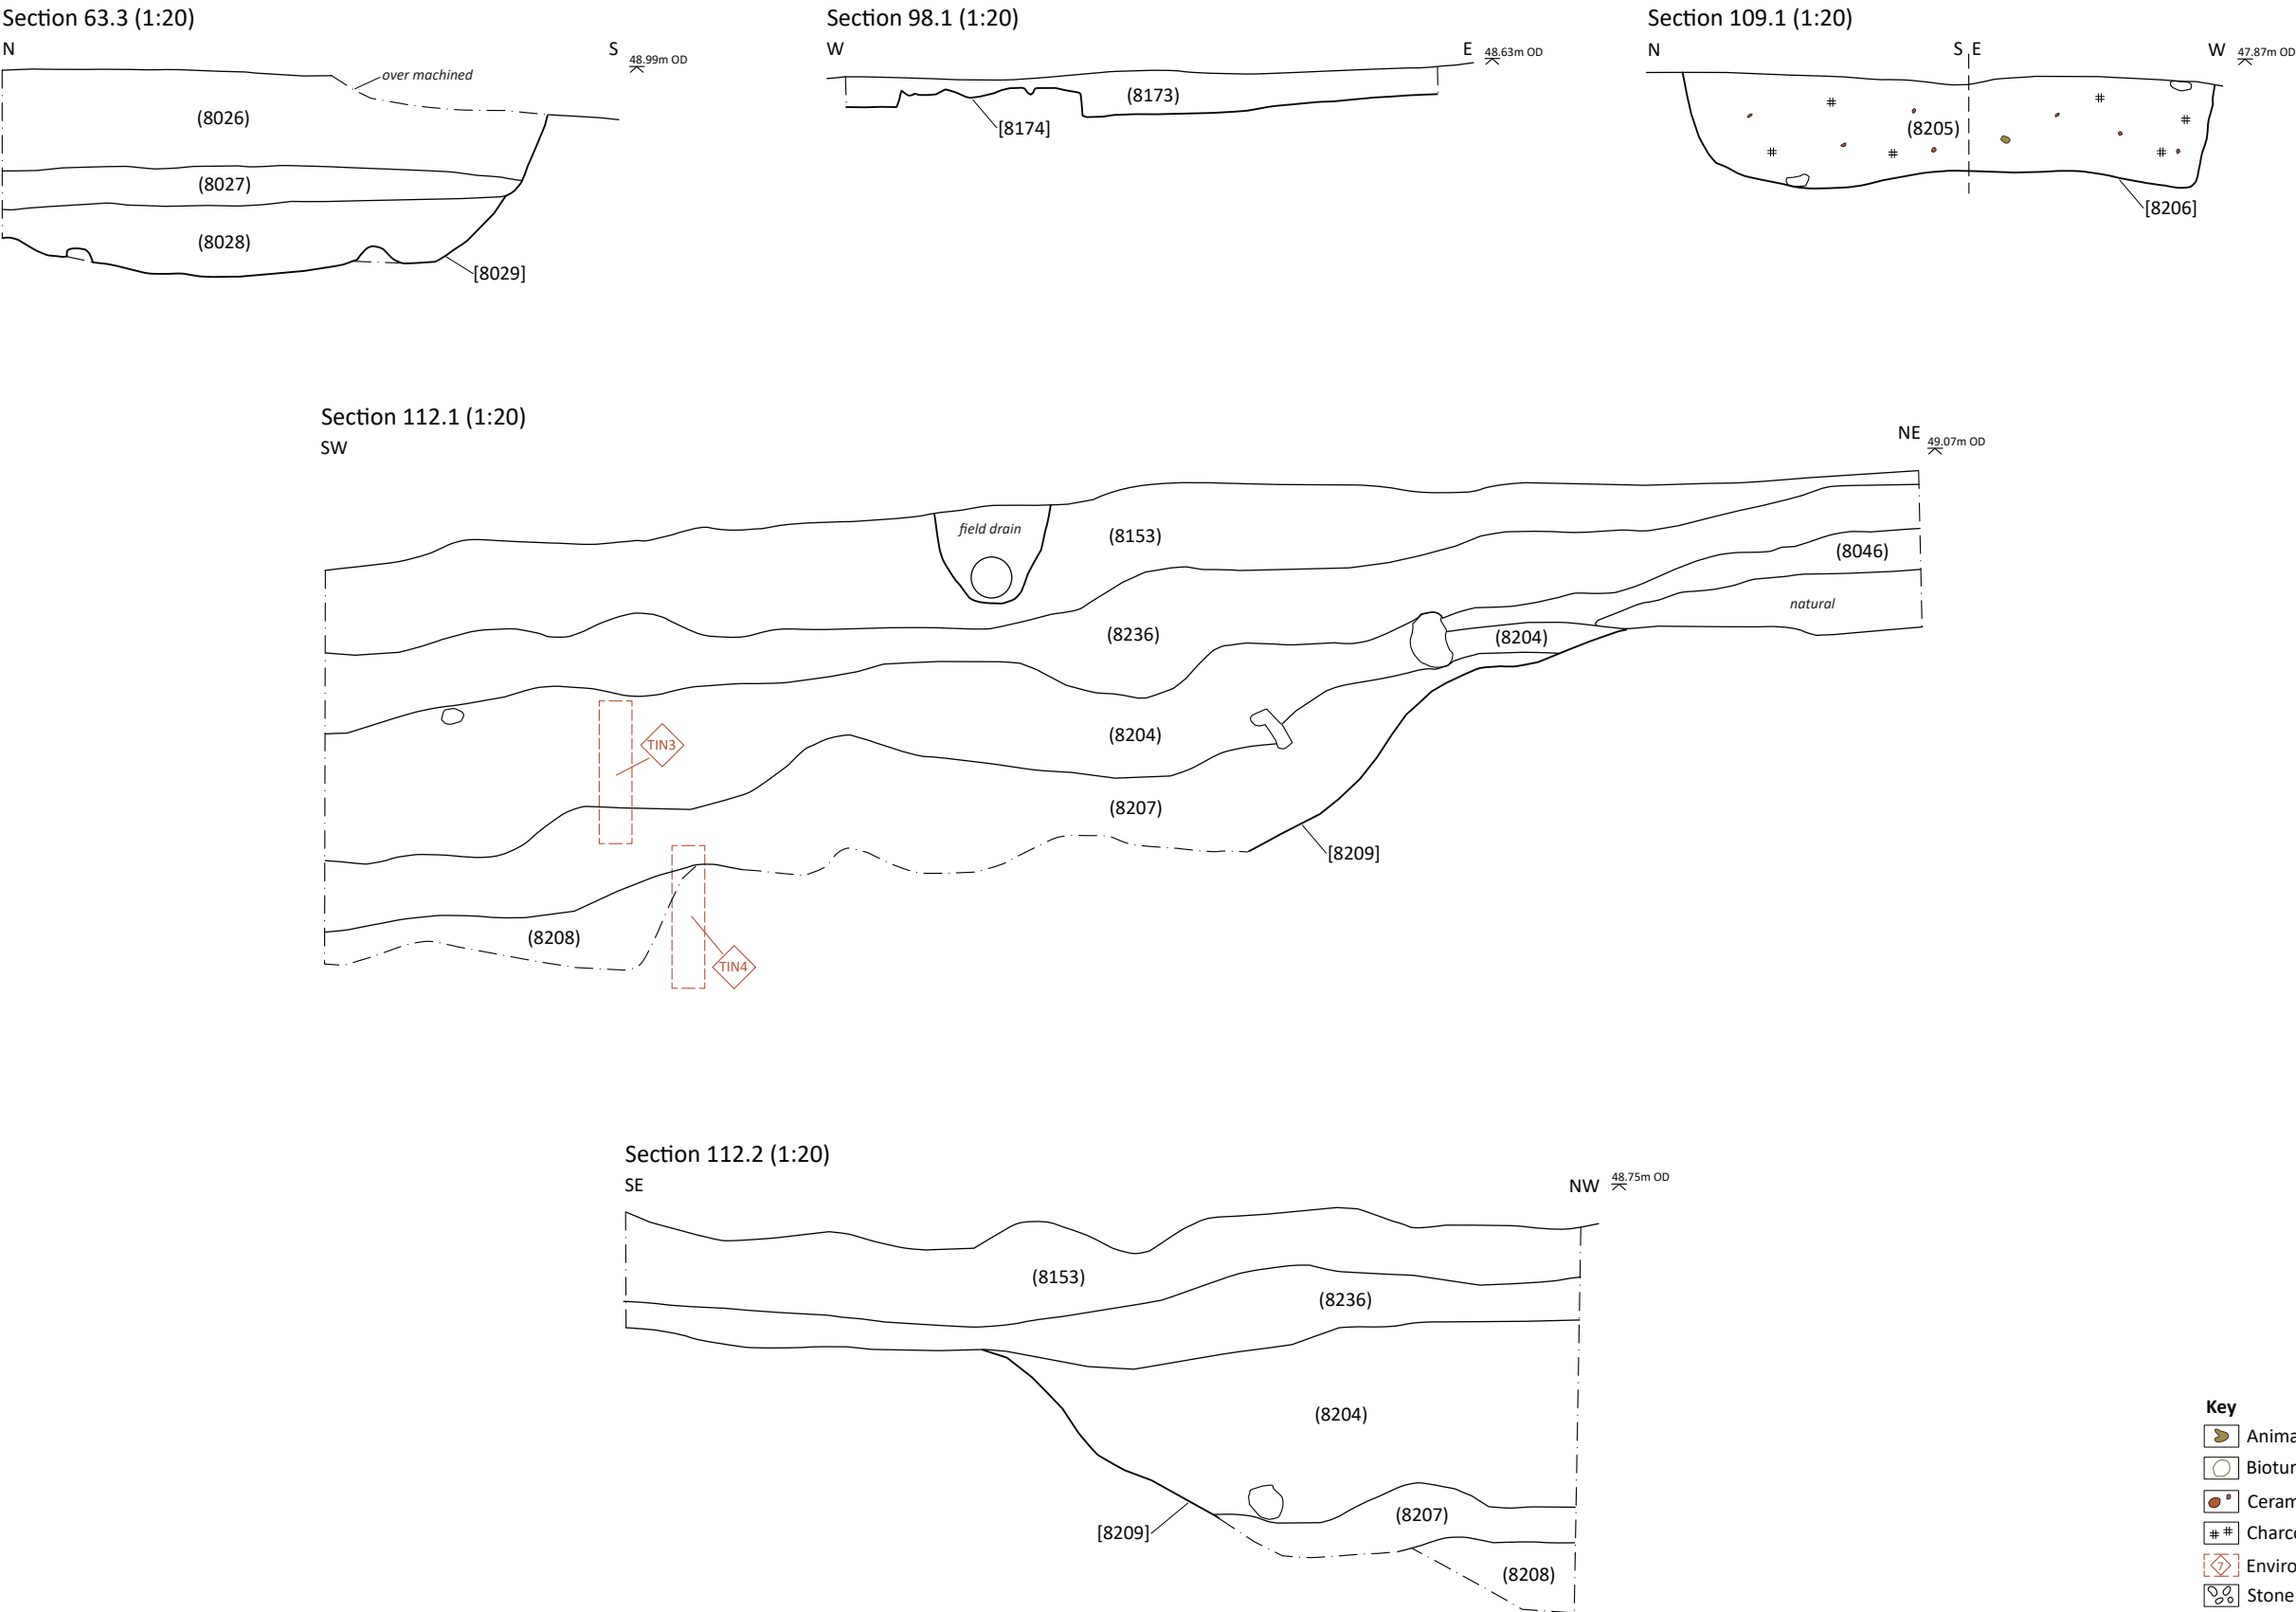 Section 63.3 (1:20)
N
S
48.99m OD
over machined
(8026)
(8027)
(8028)
[8029]
Section 98.1 (1:20)
W
E
48.63m OD
(8173)
[8174]
Section 109.1 (1:20)
N
S E
W
47.87m OD
(8205)
[8206]
Section 112.1 (1:20)
SW
NE
49.07m OD
field drain
(8153)
(8046)
natural
(8236)
(8204)
(8204)
TIN3
(8207)
[8209]
(8208)
TIN4
Section 112.2 (1:20)
SE
NW
48.75m OD
(8153)
(8236)
(8204)
(8207)
[8209]
(8208)
Key
Anima
Biotur
Ceram
Charco
7 Enviro
Stone